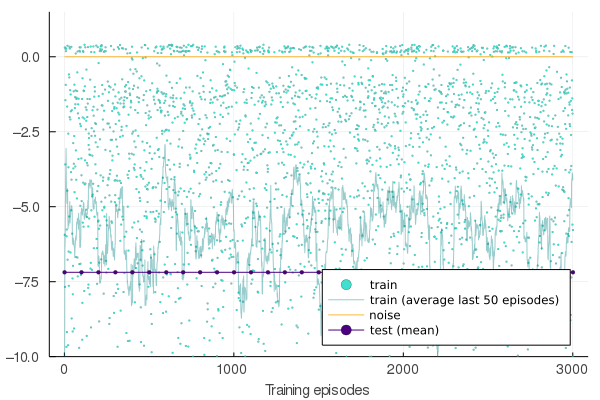 0.0
−2.5
−5.0
−7.5
−10.0
train
train (average last 50 episodes)
noise
test (mean)
0 1000 2000 3000
Training episodes